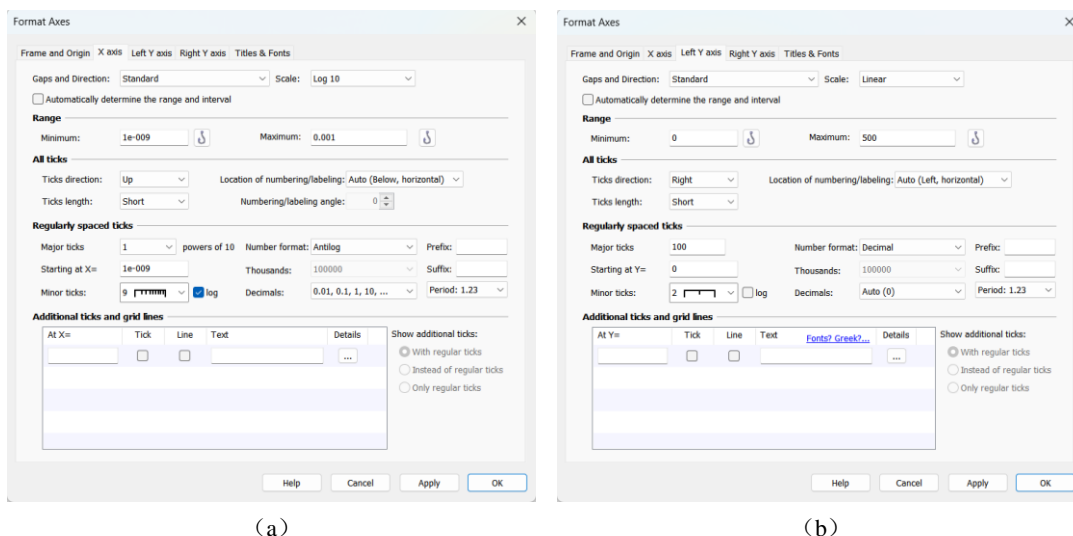 Format Axes
Frame and Origin X axis Left Y axis Right Y axis Titles & Fonts
Gaps and Direction: Standard Scale: Log 10
Automatically determine the range and interval
Range
Minimum: 1e-009 Maximum: 0.001
All ticks
Ticks direction: Up Location of numbering/labeling: Auto (Below, horizontal)
Ticks length: Short Numbering/labeling angle: 0
Regularly spaced ticks
Major ticks 1 powers of 10 Number format: Antilog Prefix:
Starting at X= 1e-009 Thousands: 100000 Suffix:
Minor ticks: 9 log Decimals: 0.01, 0.1, 1, 10, ... Period: 1.23
Additional ticks and grid lines
At X= Tick Line Text Details Show additional ticks:
... With regular ticks
Instead of regular ticks
Only regular ticks
Help Cancel Apply OK
(a)
Format Axes
Frame and Origin X axis Left Y axis Right Y axis Titles & Fonts
Gaps and Direction: Standard Scale: Linear
Automatically determine the range and interval
Range
Minimum: 0 Maximum: 500
All ticks
Ticks direction: Right Location of numbering/labeling: Auto (Left, horizontal)
Ticks length: Short
Regularly spaced ticks
Major ticks 100 Number format: Decimal Prefix:
Starting at Y= 0 Thousands: 100000 Suffix:
Minor ticks: 2 log Decimals: Auto (0) Period: 1.23
Additional ticks and grid lines
At Y= Tick Line Text Fonts? Greek?... Details Show additional ticks:
... With regular ticks
Instead of regular ticks
Only regular ticks
Help Cancel Apply OK
(b)